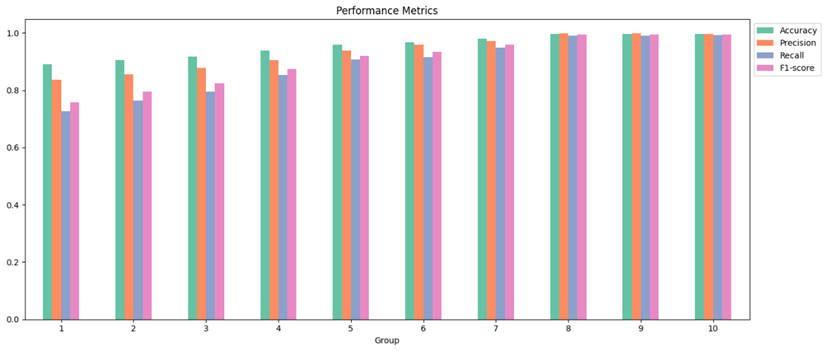 Performance Metrics
1.0
0.8
0.6
0.4
0.2
0.0
1 2 3 4 5 6 7 8 9 10
Group
Accuracy
Precision
Recall
F1-score